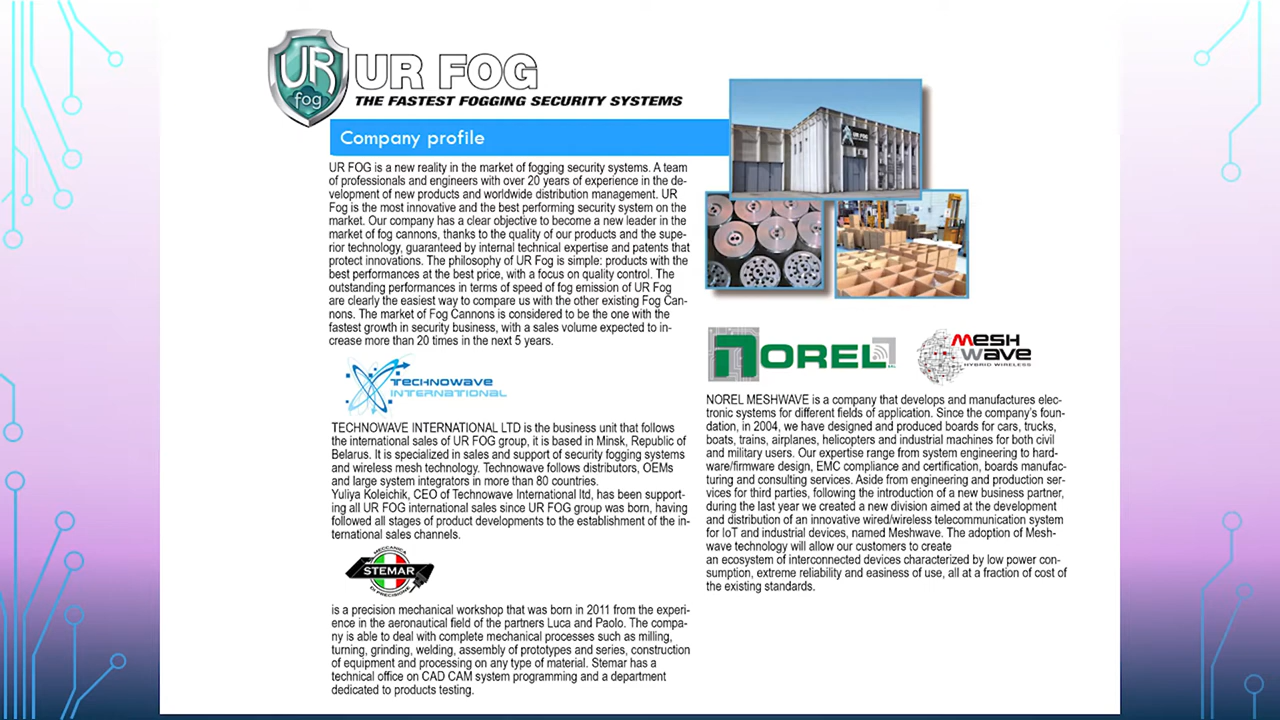 UR fog
UR FOG
THE FASTEST FOGGING SECURITY SYSTEMS
Company profile
UR FOG is a new reality in the market of fogging security systems. A team
of professionals and engineers with over 20 years of experience in the de-
velopment of new products and worldwide distribution management. UR
Fog is the most innovative and the best performing security system on the
market. Our company has a clear objective to become a new leader in the
market of fog cannons, thanks to the quality of our products and the supe-
rior technology, guaranteed by internal technical expertise and patents that
protect innovations. The philosophy of UR Fog is simple: products with the
best performances at the best price, with a focus on quality control. The
outstanding performances in terms of speed of fog emission of UR Fog
are clearly the easiest way to compare us with the other existing Fog Can-
nons. The market of Fog Cannons is considered to be the one with the
fastest growth in security business, with a sales volume expected to in-
crease more than 20 times in the next 5 years.
TECHNOWAVE
INTERNATIONAL
TECHNOWAVE INTERNATIONAL LTD is the business unit that follows
the international sales of UR FOG group, it is based in Minsk, Republic of
Belarus. It is specialized in sales and support of security fogging systems
and wireless mesh technology. Technowave follows distributors, OEMs
and large system integrators in more than 80 countries.
Yuliya Koleichik, CEO of Technowave International ltd, has been support-
ing all UR FOG international sales since UR FOG group was born, having
followed all stages of product developments to the establishment of the in-
ternational sales channels.
MECCANICA
STEMAR
DI PRECISIONE
is a precision mechanical workshop that was born in 2011 from the experi-
ence in the aeronautical field of the partners Luca and Paolo. The compa-
ny is able to deal with complete mechanical processes such as milling,
turning, grinding, welding, assembly of prototypes and series, construction
of equipment and processing on any type of material. Stemar has a
technical office on CAD CAM system programming and a department
dedicated to products testing.
UR FOG
NOREL
SRL
MESH
WAVE
HYBRID WIRELESS
NOREL MESHWAVE is a company that develops and manufactures elec-
tronic systems for different fields of application. Since the company's foun-
dation, in 2004, we have designed and produced boards for cars, trucks,
boats, trains, airplanes, helicopters and industrial machines for both civil
and military users. Our expertise range from system engineering to hard-
ware/firmware design, EMC compliance and certification, boards manufac-
turing and consulting services. Aside from engineering and production ser-
vices for third parties, following the introduction of a new business partner,
during the last year we created a new division aimed at the development
and distribution of an innovative wired/wireless telecommunication system
for IoT and industrial devices, named Meshwave. The adoption of Mesh-
wave technology will allow our customers to create
an ecosystem of interconnected devices characterized by low power con-
sumption, extreme reliability and easiness of use, all at a fraction of cost of
the existing standards.